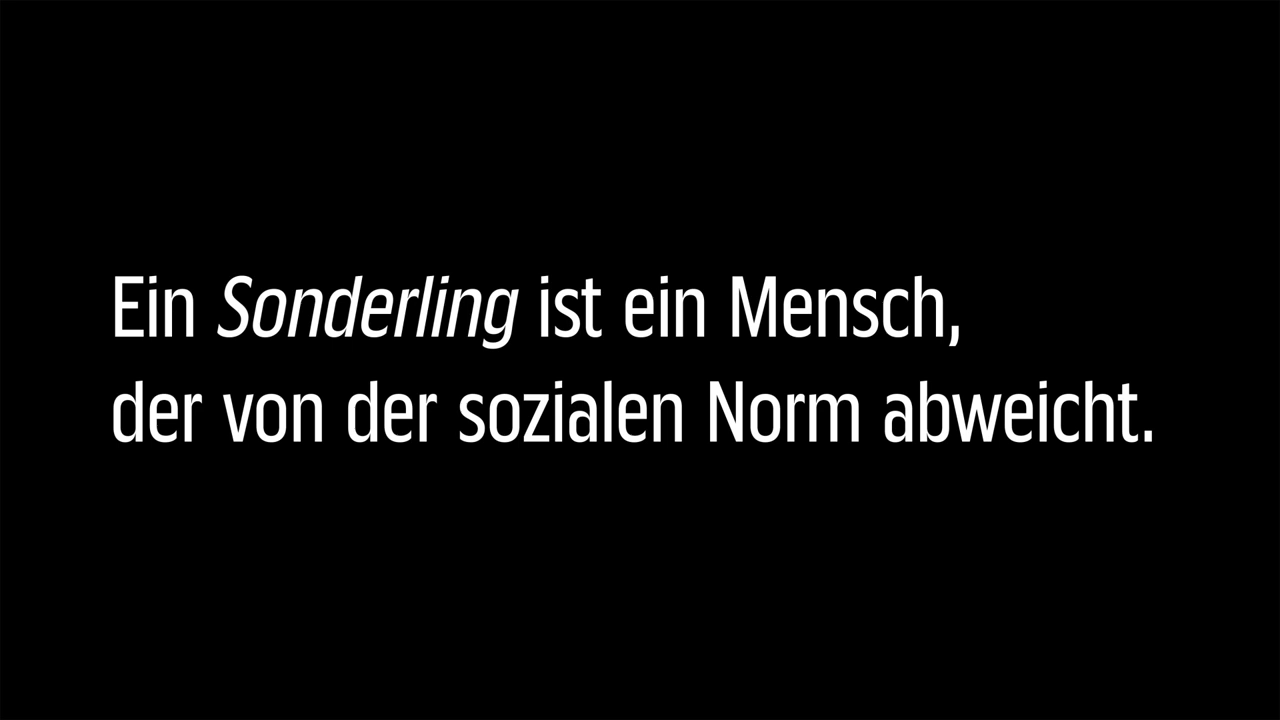 Ein Sonderling ist ein Mensch,
der von der sozialen Norm abweicht.